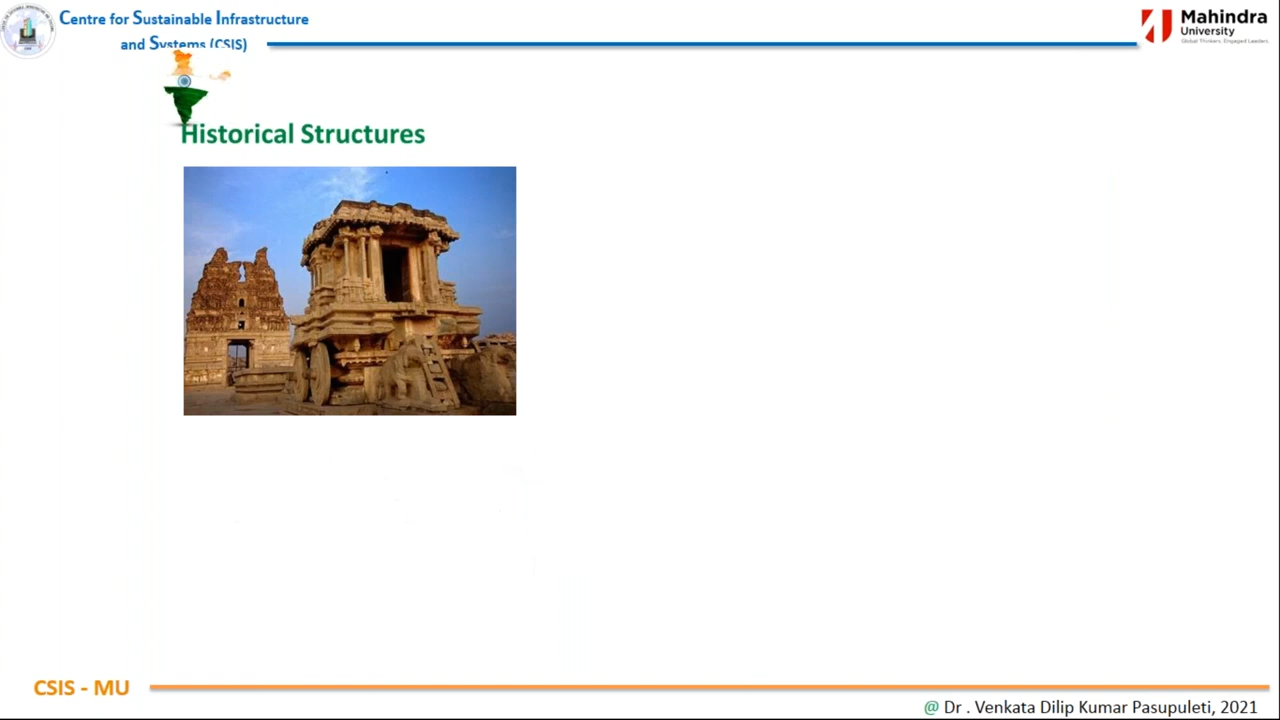 Centre for Sustainable Infrastructure
and Systems (CSIS)
Mahindra
University
Global Thinkers. Engaged Leaders
Historical Structures
CSIS - MU
@ Dr . Venkata Dilip Kumar Pasupuleti, 2021